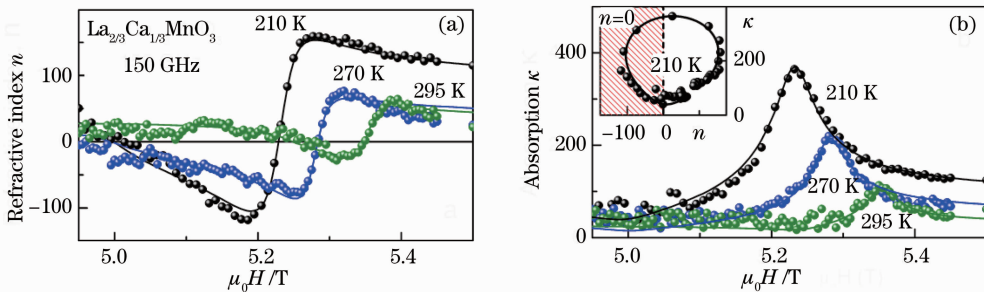 (a)
La2/3Ca1/3MnO3
150 GHz
210 K
270 K
295 K
Refractive index n
100
0
−100
5.0
5.2
5.4
μ0H /T
(b)
n=0
κ
200
0
210 K
−100
0
n
Absorption κ
400
200
0
210 K
270 K
295 K
5.0
5.2
5.4
μ0H /T